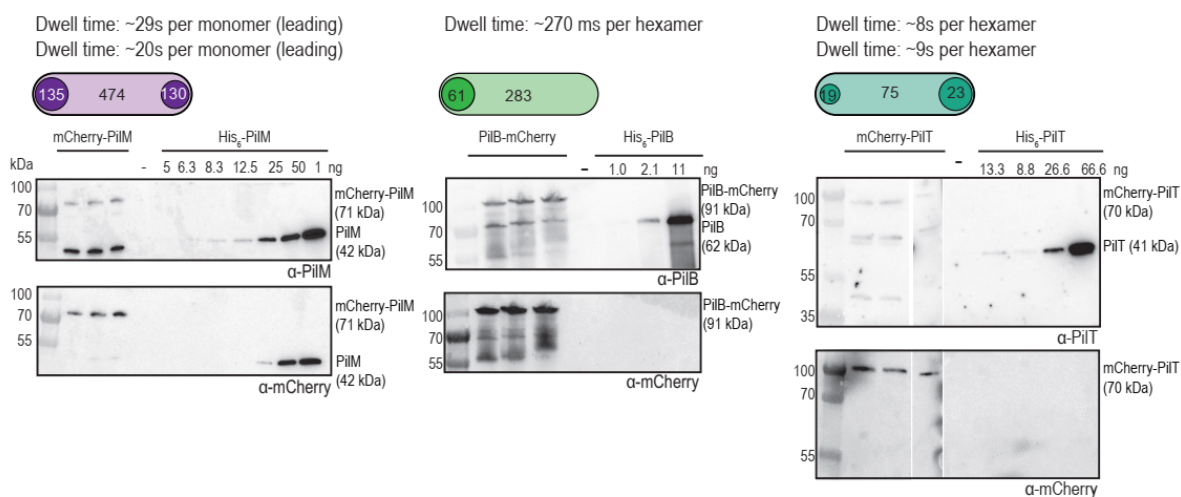 Dwell time: ~29s per monomer (leading)
Dwell time: ~20s per monomer (leading)
135 474 130
mCherry-PilM His6-PilM
kDa - 5 6.3 8.3 12.5 25 50 1 ng
100
70
55
mCherry-PilM
(71 kDa)
PilM
(42 kDa)
α-PilM
100
70
55
mCherry-PilM
(71 kDa)
PilM
(42 kDa)
α-mCherry
Dwell time: ~270 ms per hexamer
61 283
PilB-mCherry His6-PilB
- 1.0 2.1 11 ng
100
70
55
PilB-mCherry
(91 kDa)
PilB
(62 kDa)
α-PilB
100
70
55
PilB-mCherry
(91 kDa)
α-mCherry
Dwell time: ~8s per hexamer
Dwell time: ~9s per hexamer
19 75 23
mCherry-PilT His6-PilT
- 13.3 8.8 26.6 66.6 ng
100
70
55
35
mCherry-PilT
(70 kDa)
PilT (41 kDa)
α-PilT
100
70
55
mCherry-PilT
(70 kDa)
α-mCherry